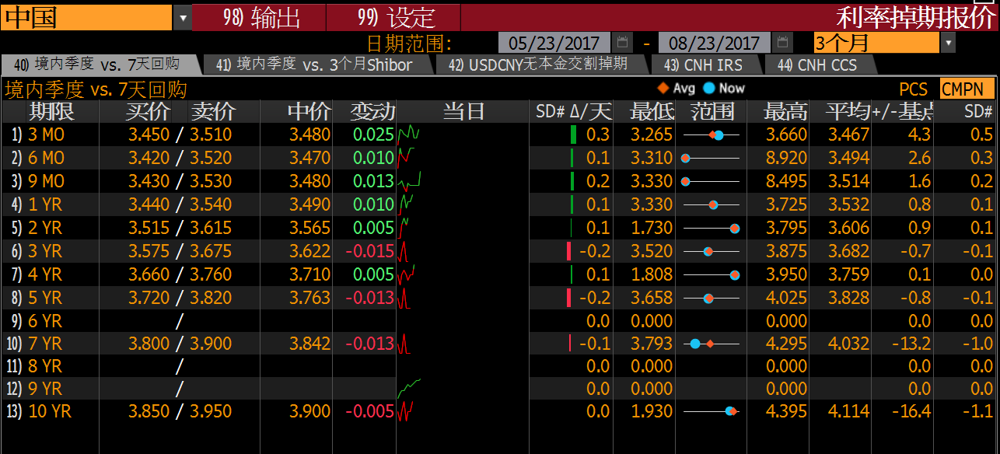 中国 98) 输出 99) 设定 利率掉期报价
日期范围: 05/23/2017 - 08/23/2017 3个月
40) 境内季度 vs. 7天回购 41) 境内季度 vs. 3个月Shibor 42) USDCNY无本金交割掉期 43) CNH IRS 44) CNH CCS
境内季度 vs. 7天回购 Avg Now PCS CMPN
期限 买价 卖价 中价 变动 当日 SD# Δ/天 最低 范围 最高 平均 +/-基点 SD#
1) 3 MO 3.450 / 3.510 3.480 0.025 0.3 3.265 3.660 3.467 4.3 0.5
2) 6 MO 3.420 / 3.520 3.470 0.010 0.1 3.310 8.920 3.494 2.6 0.3
3) 9 MO 3.430 / 3.530 3.480 0.013 0.2 3.330 8.495 3.514 1.6 0.2
4) 1 YR 3.440 / 3.540 3.490 0.010 0.1 3.330 3.725 3.532 0.8 0.1
5) 2 YR 3.515 / 3.615 3.565 0.005 0.1 1.730 3.795 3.606 0.9 0.1
6) 3 YR 3.575 / 3.675 3.622 -0.015 -0.2 3.520 3.875 3.682 -0.7 -0.1
7) 4 YR 3.660 / 3.760 3.710 0.005 0.1 1.808 3.950 3.759 0.1 0.0
8) 5 YR 3.720 / 3.820 3.763 -0.013 -0.2 3.658 4.025 3.828 -0.8 -0.1
9) 6 YR / 0.0 0.000 0.000 0.0 0.0
10) 7 YR 3.800 / 3.900 3.842 -0.013 -0.1 3.793 4.295 4.032 -13.2 -1.0
11) 8 YR / 0.0 0.000 0.000 0.0 0.0
12) 9 YR / 0.0 0.000 0.000 0.0 0.0
13) 10 YR 3.850 / 3.950 3.900 -0.005 0.0 1.930 4.395 4.114 -16.4 -1.1